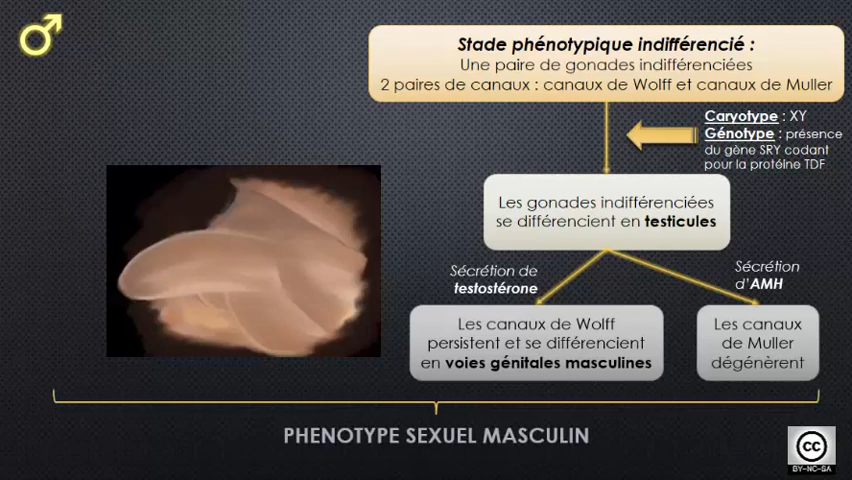 Stade phénotypique indifférencié :
Une paire de gonades indifférenciées
2 paires de canaux : canaux de Wolff et canaux de Muller
Caryotype : XY
Génotype : présence
du gène SRY codant
pour la protéine TDF
Les gonades indifférenciées
se différencient en testicules
Sécrétion de
testostérone
Sécrétion
d'AMH
Les canaux de Wolff
persistent et se différencient
en voies génitales masculines
Les canaux
de Muller
dégénèrent
PHENOTYPE SEXUEL MASCULIN
cc
BY-NC-SA